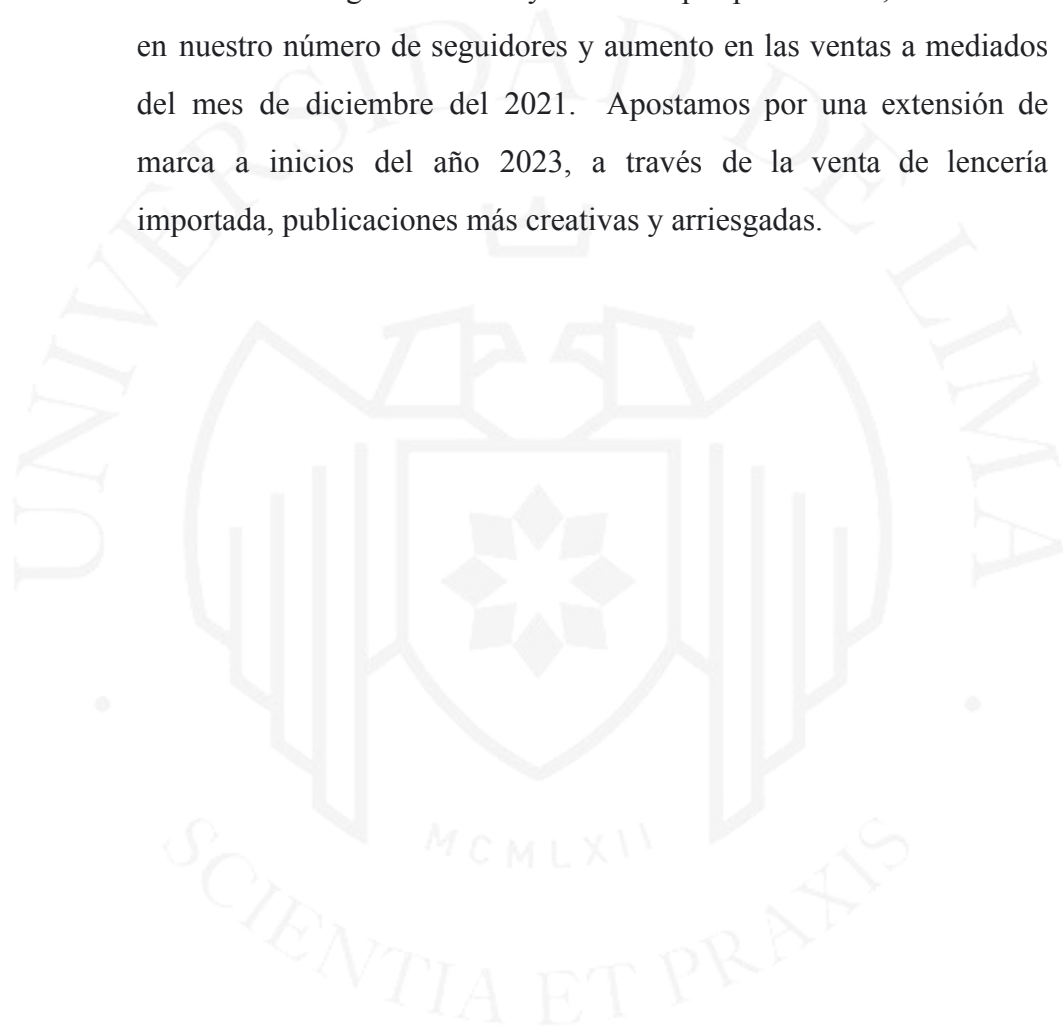 en nuestro número de seguidores y aumento en las ventas a mediados
del mes de diciembre del 2021. Apostamos por una extensión de
marca a inicios del año 2023, a través de la venta de lencería
importada, publicaciones más creativas y arriesgadas.
UNIVERSIDAD DE LIMA
MCMLXII
SCIENTIA ET PRAXIS